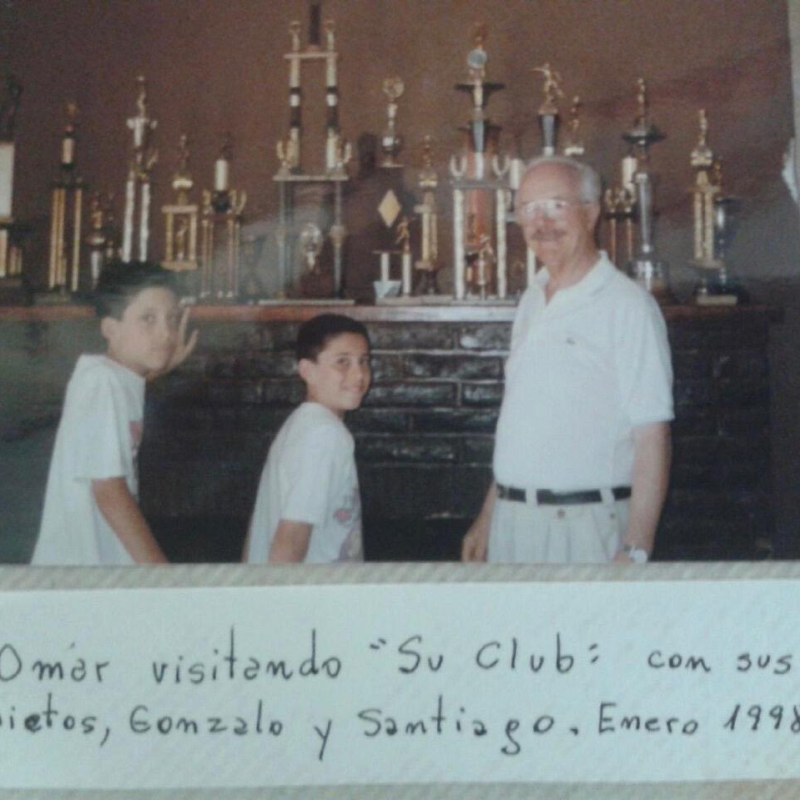 Omar visitando "Su Club": con sus
nietos, Gonzalo y Santiago. Enero 1998